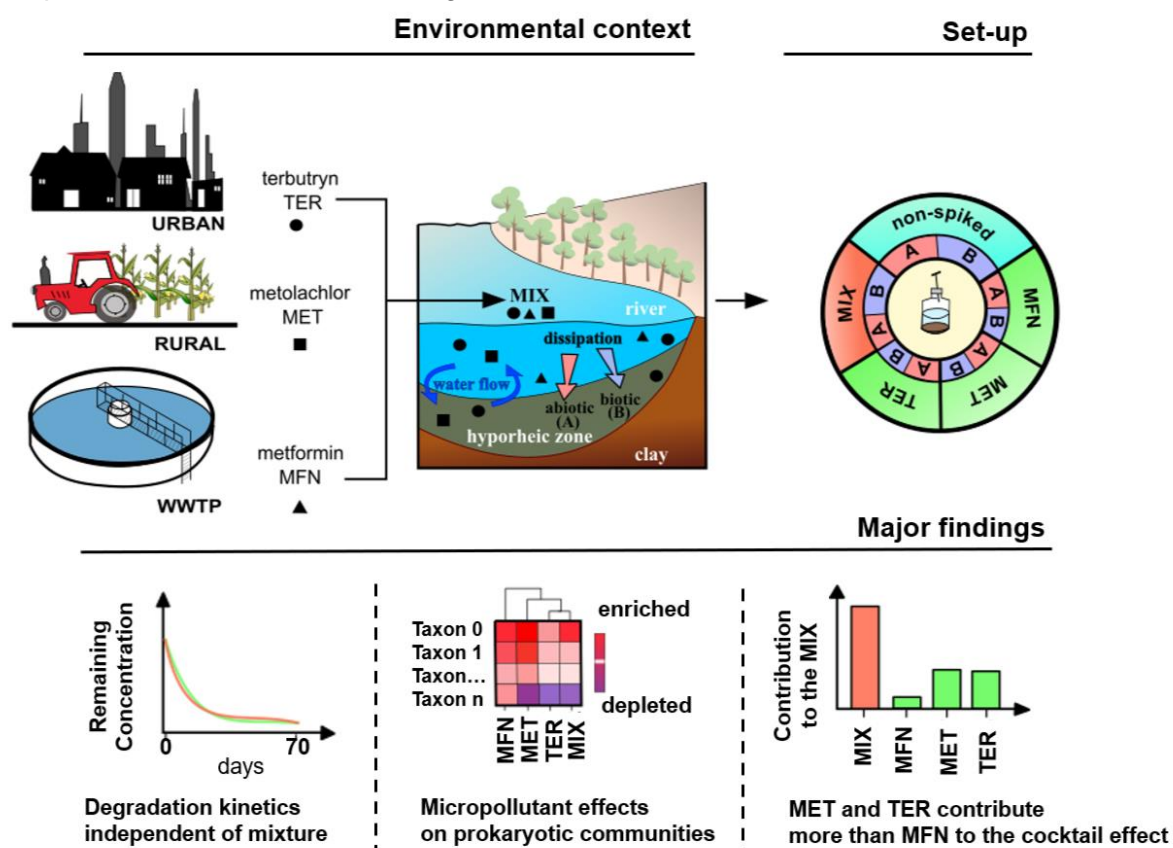 Environmental context
Set-up
URBAN
terbutryn
TER
RURAL
metolachlor
MET
WWTP
metformin
MFN
MIX
river
dissipation
water flow
abiotic
(A)
biotic
(B)
hyporheic zone
clay
non-spiked
MFN
MET
TER
MIX
A
B
A
B
A
B
A
B
A
B
Major findings
Remaining
Concentration
0
70
days
Degradation kinetics
independent of mixture
Taxon 0
Taxon 1
Taxon...
Taxon n
MFN
MET
TER
MIX
enriched
depleted
Micropollutant effects
on prokaryotic communities
Contribution
to the MIX
MIX
MFN
MET
TER
MET and TER contribute
more than MFN to the cocktail effect